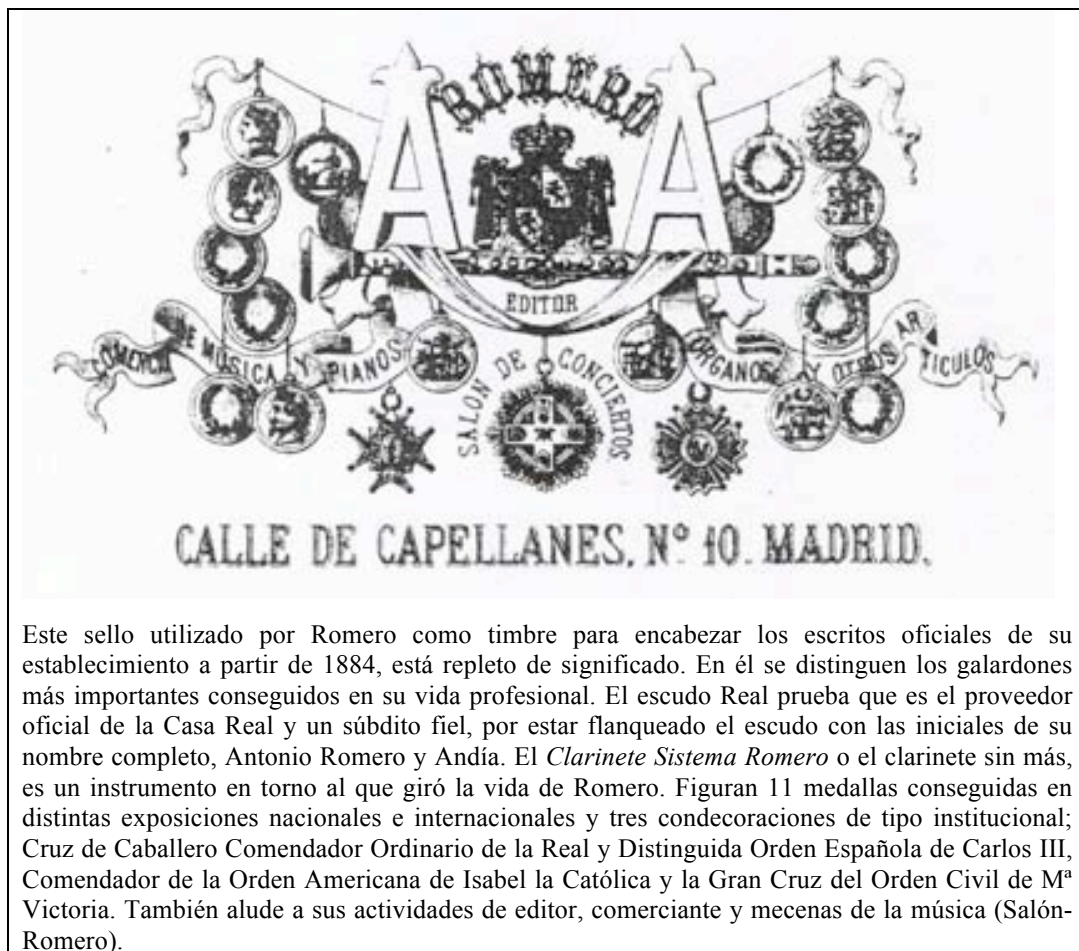 ROMERO
A A
EDITOR
COMERCIO DE MÚSICA Y PIANOS
ÓRGANOS Y OTROS ARTICULOS
SALON DE CONCIERTOS
CALLE DE CAPELLANES, Nº 10. MADRID.
Este sello utilizado por Romero como timbre para encabezar los escritos oficiales de su
establecimiento a partir de 1884, está repleto de significado. En él se distinguen los galardones
más importantes conseguidos en su vida profesional. El escudo Real prueba que es el proveedor
oficial de la Casa Real y un súbdito fiel, por estar flanqueado el escudo con las iniciales de su
nombre completo, Antonio Romero y Andía. El Clarinete Sistema Romero o el clarinete sin más,
es un instrumento en torno al que giró la vida de Romero. Figuran 11 medallas conseguidas en
distintas exposiciones nacionales e internacionales y tres condecoraciones de tipo institucional;
Cruz de Caballero Comendador Ordinario de la Real y Distinguida Orden Española de Carlos III,
Comendador de la Orden Americana de Isabel la Católica y la Gran Cruz del Orden Civil de Mª
Victoria. También alude a sus actividades de editor, comerciante y mecenas de la música (Salón-
Romero).